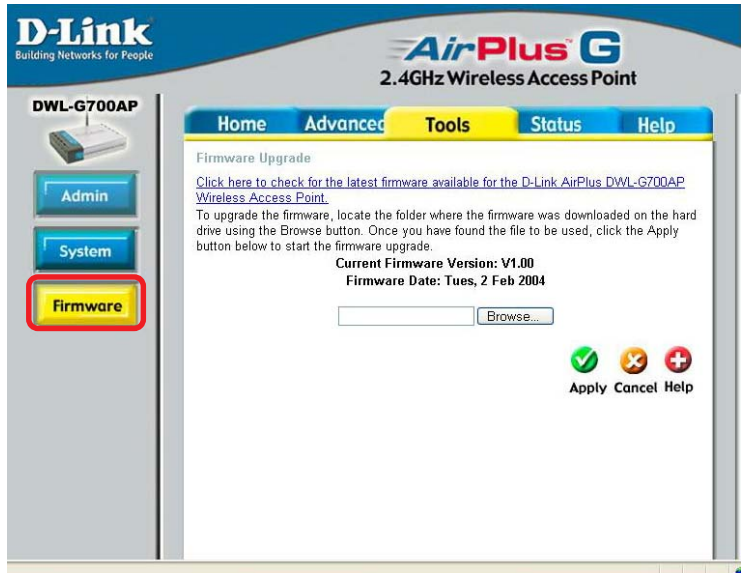 D-Link
Building Networks for People
AirPlus™ G
2.4GHz Wireless Access Point
DWL-G700AP
Home Advanced Tools Status Help
Admin
System
Firmware
Firmware Upgrade
Click here to check for the latest firmware available for the D-Link AirPlus DWL-G700AP
Wireless Access Point.
To upgrade the firmware, locate the folder where the firmware was downloaded on the hard
drive using the Browse button. Once you have found the file to be used, click the Apply
button below to start the firmware upgrade.
Current Firmware Version: V1.00
Firmware Date: Tues, 2 Feb 2004
Browse...
Apply Cancel Help